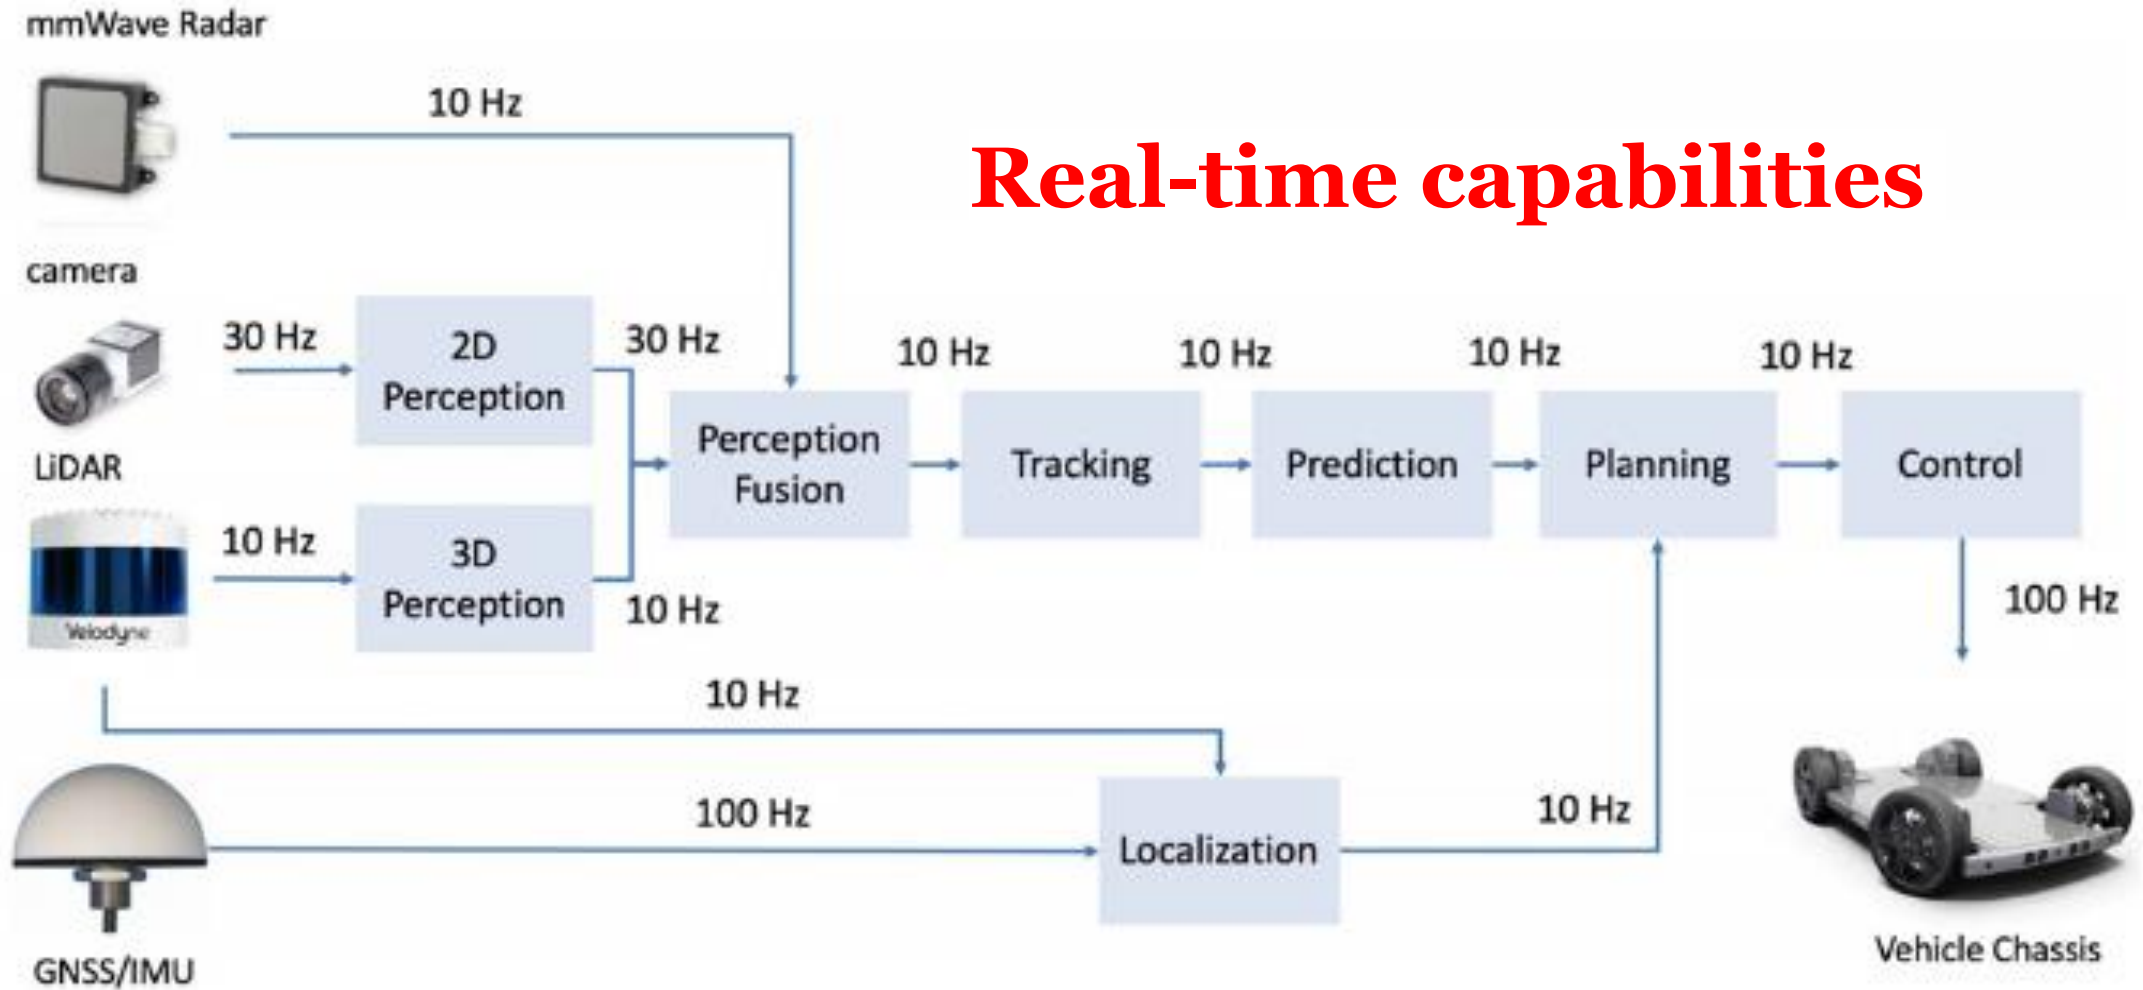 mmWave Radar
10 Hz
Real-time capabilities
camera
30 Hz
2D
Perception
30 Hz
10 Hz
10 Hz
10 Hz
10 Hz
Perception
Fusion
Tracking
Prediction
Planning
Control
LiDAR
10 Hz
3D
Perception
10 Hz
100 Hz
Velodyne
10 Hz
100 Hz
Localization
10 Hz
GNSS/IMU
Vehicle Chassis